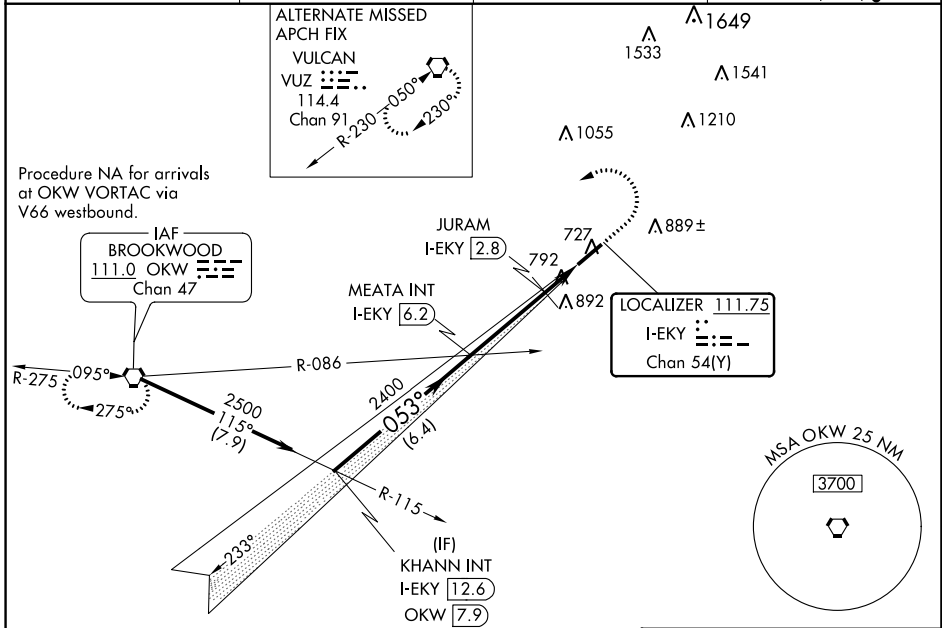 ALTERNATE MISSED
APCH FIX
VULCAN
VUZ
114.4
Chan 91
R-230
050°
230°
1649
1533
1541
1210
1055
Procedure NA for arrivals
at OKW VORTAC via
V66 westbound.
IAF
BROOKWOOD
111.0 OKW
Chan 47
JURAM
I-EKY 2.8
727
889±
792
892
MEATA INT
I-EKY 6.2
LOCALIZER 111.75
I-EKY
Chan 54(Y)
R-275
095°
275°
R-086
2500
115°
(7.9)
2400
053°
(6.4)
R-115
233°
(IF)
KHANN INT
I-EKY 12.6
OKW 7.9
MSA OKW 25 NM
3700